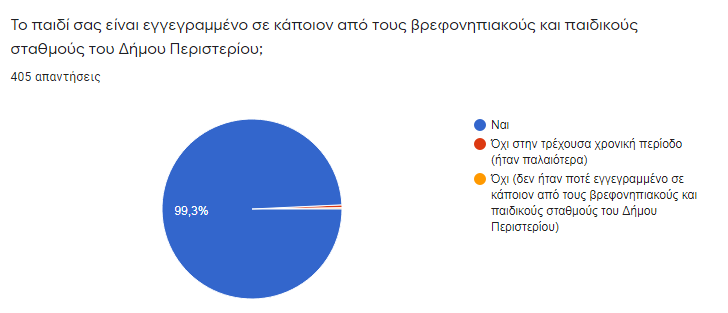 Το παιδί σας είναι εγγεγραμμένο σε κάποιον από τους βρεφονηπιακούς και παιδικούς
σταθμούς του Δήμου Περιστερίου;
405 απαντήσεις
99,3%
Ναι
Όχι στην τρέχουσα χρονική περίοδο
(ήταν παλαιότερα)
Όχι (δεν ήταν ποτέ εγγεγραμμένο σε
κάποιον από τους βρεφονηπιακούς και
παιδικούς σταθμούς του Δήμου
Περιστερίου)